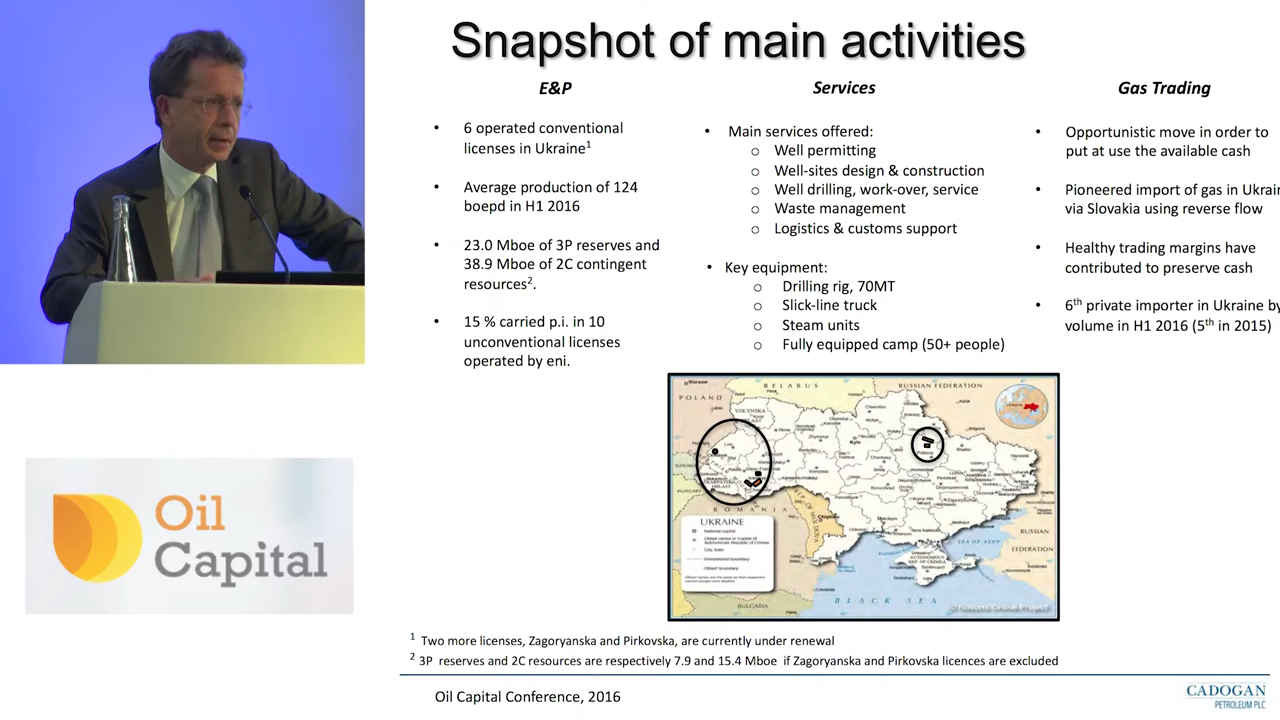 Snapshot of main activities
E&P
• 6 operated conventional
licenses in Ukraine1
• Average production of 124
boepd in H1 2016
• 23.0 Mboe of 3P reserves and
38.9 Mboe of 2C contingent
resources2.
• 15 % carried p.i. in 10
unconventional licenses
operated by eni.
Services
• Main services offered:
o Well permitting
o Well-sites design & construction
o Well drilling, work-over, service
o Waste management
o Logistics & customs support
• Key equipment:
o Drilling rig, 70MT
o Slick-line truck
o Steam units
o Fully equipped camp (50+ people)
Gas Trading
• Opportunistic move in order to
put at use the available cash
• Pioneered import of gas in Ukrain
via Slovakia using reverse flow
• Healthy trading margins have
contributed to preserve cash
• 6th private importer in Ukraine by
volume in H1 2016 (5th in 2015)
Warsaw
BELARUS
RUSSIAN FEDERATION
POLAND
VOLYNSKA
Kyiv
HUNGARY
ROMANIA
UKRAINE
RUSSIAN
FEDERATION
SEA OF AZOV
BULGARIA
BLACK SEA
© Nations Online Project
Oil
Capital
1 Two more licenses, Zagoryanska and Pirkovska, are currently under renewal
2 3P reserves and 2C resources are respectively 7.9 and 15.4 Mboe if Zagoryanska and Pirkovska licences are excluded
Oil Capital Conference, 2016
CADOGAN
PETROLEUM PLC